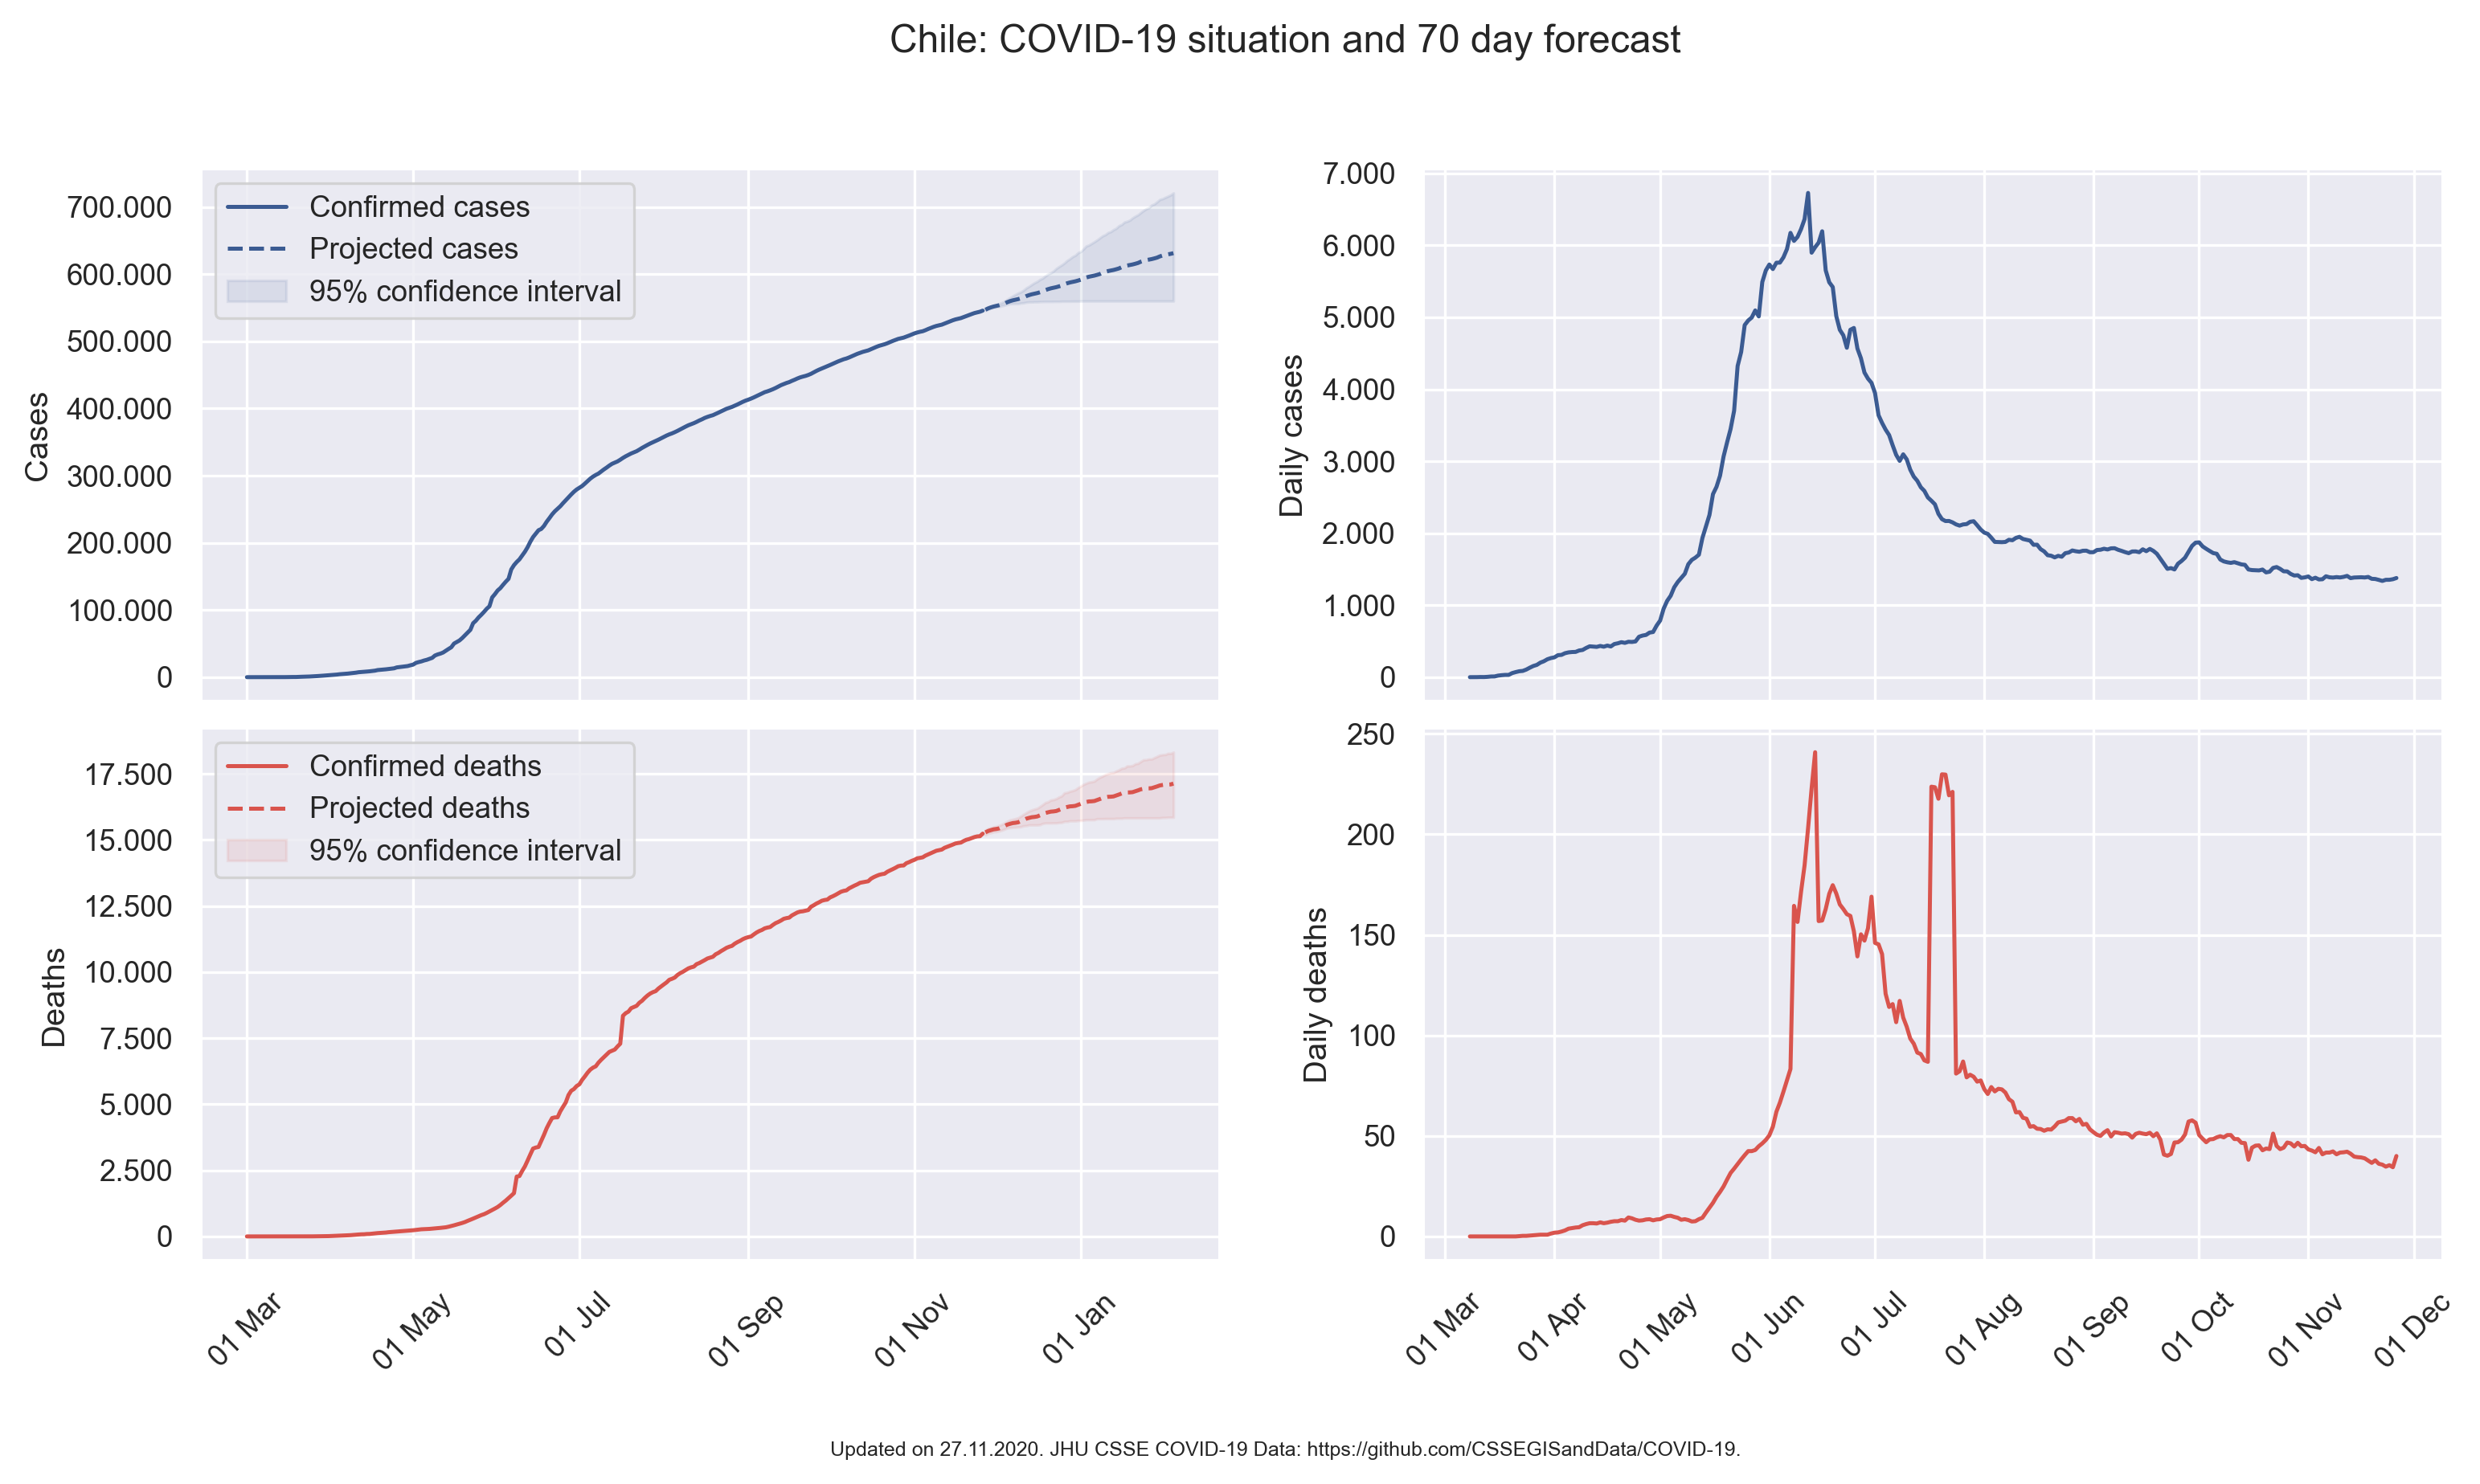 Chile: COVID-19 situation and 70 day forecast
Cases
700.000
600.000
500.000
400.000
300.000
200.000
100.000
0
Confirmed cases
Projected cases
95% confidence interval
Daily cases
7.000
6.000
5.000
4.000
3.000
2.000
1.000
0
Deaths
17.500
15.000
12.500
10.000
7.500
5.000
2.500
0
Confirmed deaths
Projected deaths
95% confidence interval
01 Mar
01 May
01 Jul
01 Sep
01 Nov
01 Jan
Daily deaths
250
200
150
100
50
0
01 Mar
01 Apr
01 May
01 Jun
01 Jul
01 Aug
01 Sep
01 Oct
01 Nov
01 Dec
Updated on 27.11.2020. JHU CSSE COVID-19 Data: https://github.com/CSSEGISandData/COVID-19.